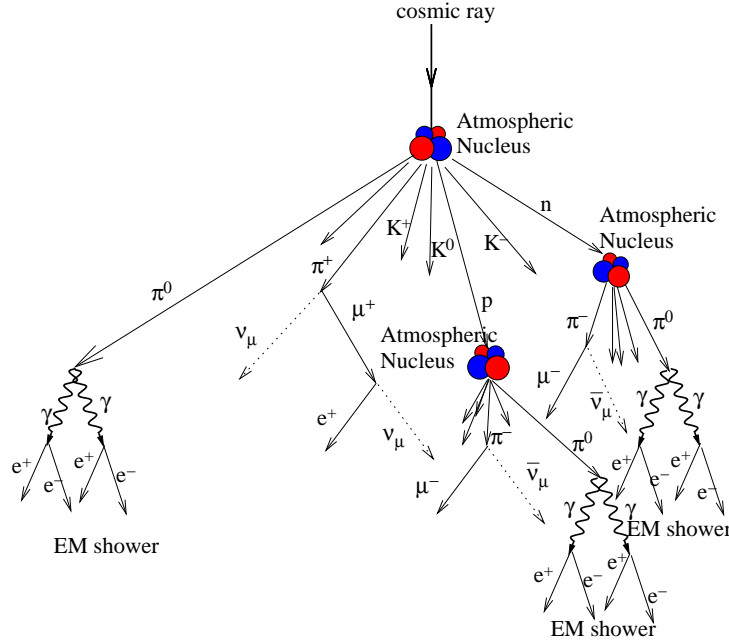 cosmic ray
Atmospheric
Nucleus
n
Atmospheric
Nucleus
K⁺
K⁰
K⁻
π⁺
π⁰
p
μ⁺
ν_μ
Atmospheric
Nucleus
π⁻
π⁰
μ⁻
ν̄_μ
γ
γ
γ
γ
e⁺
ν_μ
π⁻
π⁰
e⁺
e⁻
e⁺
e⁻
e⁺
e⁻
e⁺
e⁻
μ⁻
ν̄_μ
γ
γ
EM shower
EM shower
e⁺
e⁻
e⁺
e⁻
EM shower